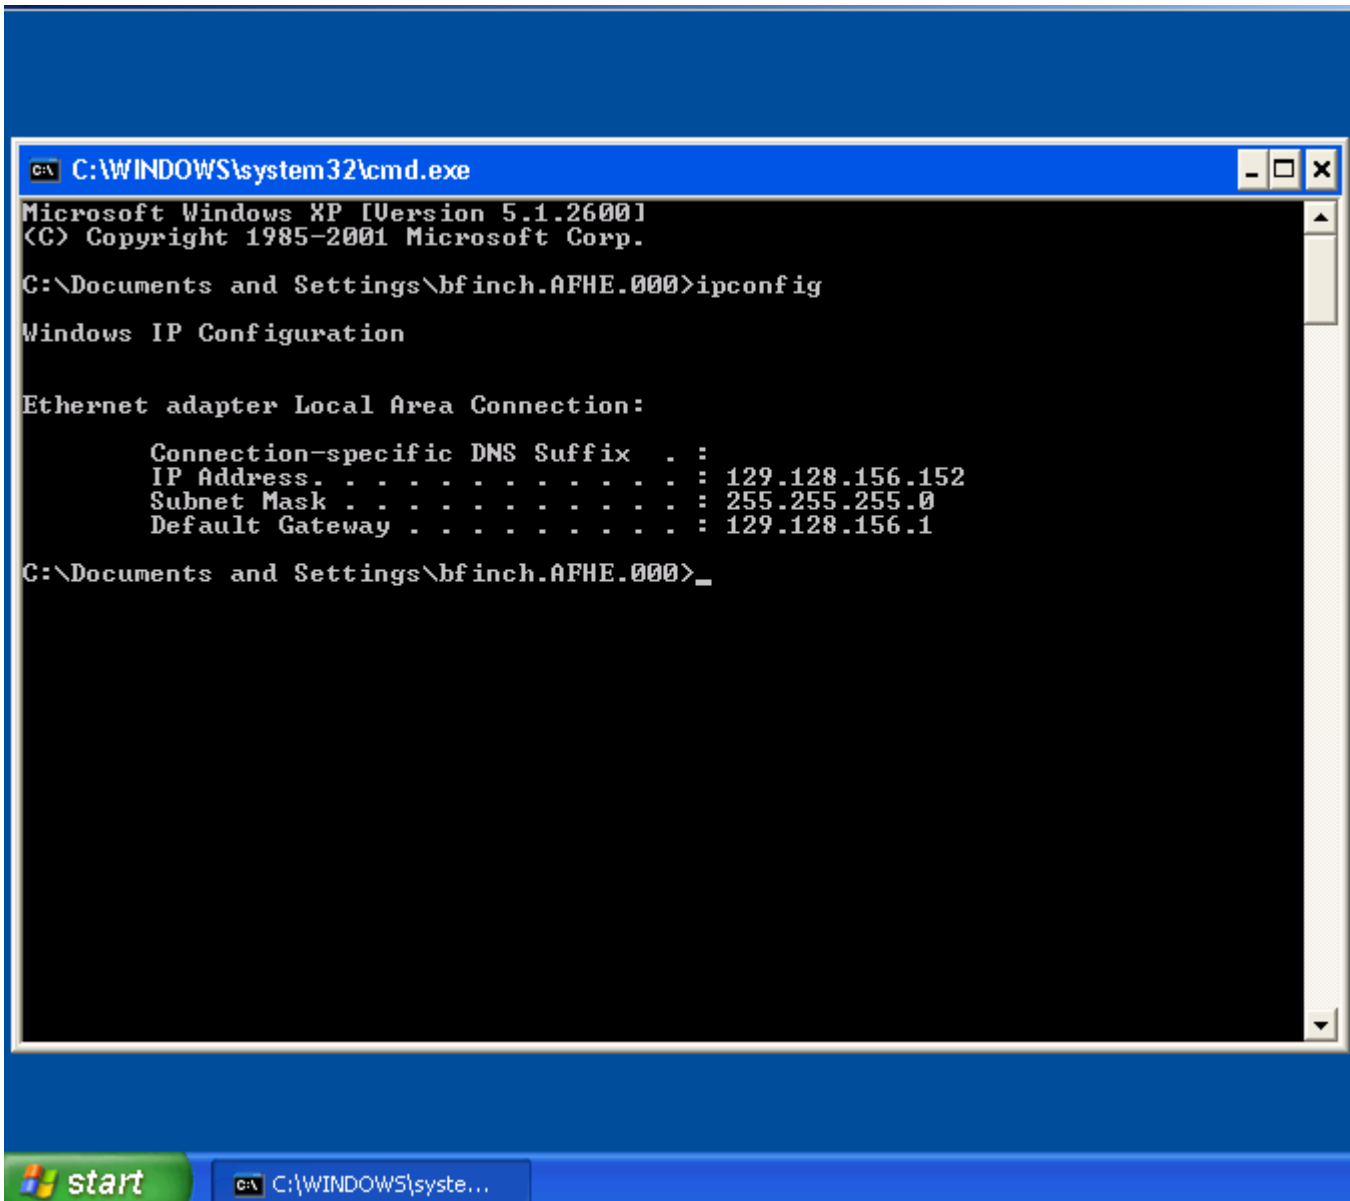 C:\WINDOWS\system32\cmd.exe
Microsoft Windows XP [Version 5.1.2600]
(C) Copyright 1985-2001 Microsoft Corp.
C:\Documents and Settings\bfinch.AFHE.000>ipconfig
Windows IP Configuration
Ethernet adapter Local Area Connection:
Connection-specific DNS Suffix  . :
IP Address. . . . . . . . . . . . : 129.128.156.152
Subnet Mask . . . . . . . . . . . : 255.255.255.0
Default Gateway . . . . . . . . . : 129.128.156.1
C:\Documents and Settings\bfinch.AFHE.000>_
start
C:\WINDOWS\syste...